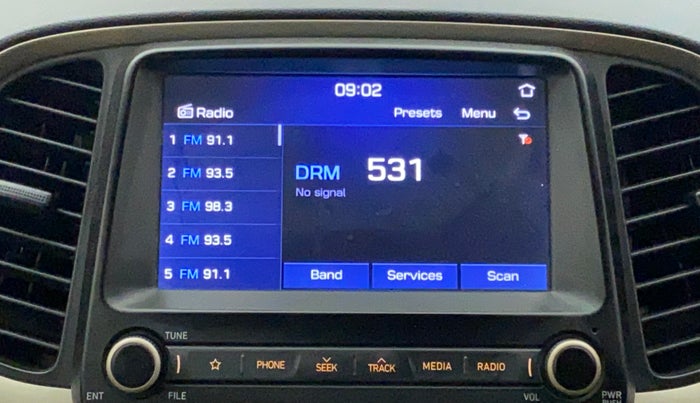 09:02
Radio
Presets Menu
1 FM 91.1
2 FM 93.5
3 FM 98.3
4 FM 93.5
5 FM 91.1
DRM 531
No signal
Band Services Scan
TUNE
PHONE SEEK TRACK MEDIA RADIO
ENT FILE VOL PWR
PUSH